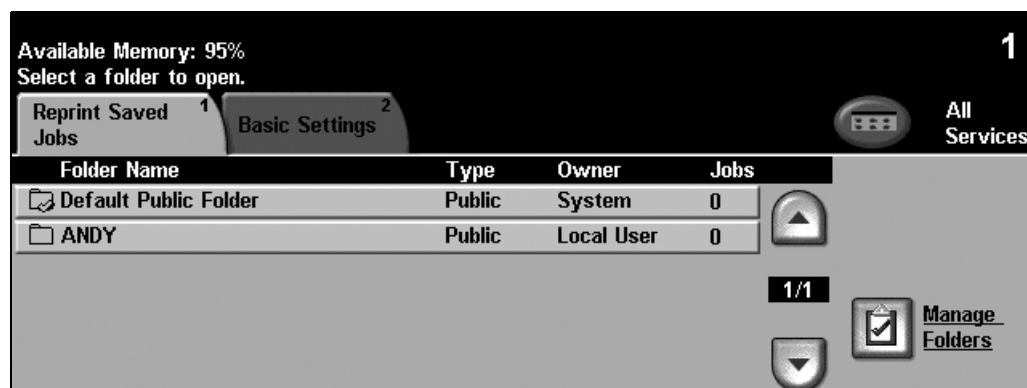 Available Memory: 95%
1
Select a folder to open.
Reprint Saved Jobs 1
Basic Settings 2
All Services
Folder Name Type Owner Jobs
Default Public Folder Public System 0
ANDY Public Local User 0
1/1
Manage Folders